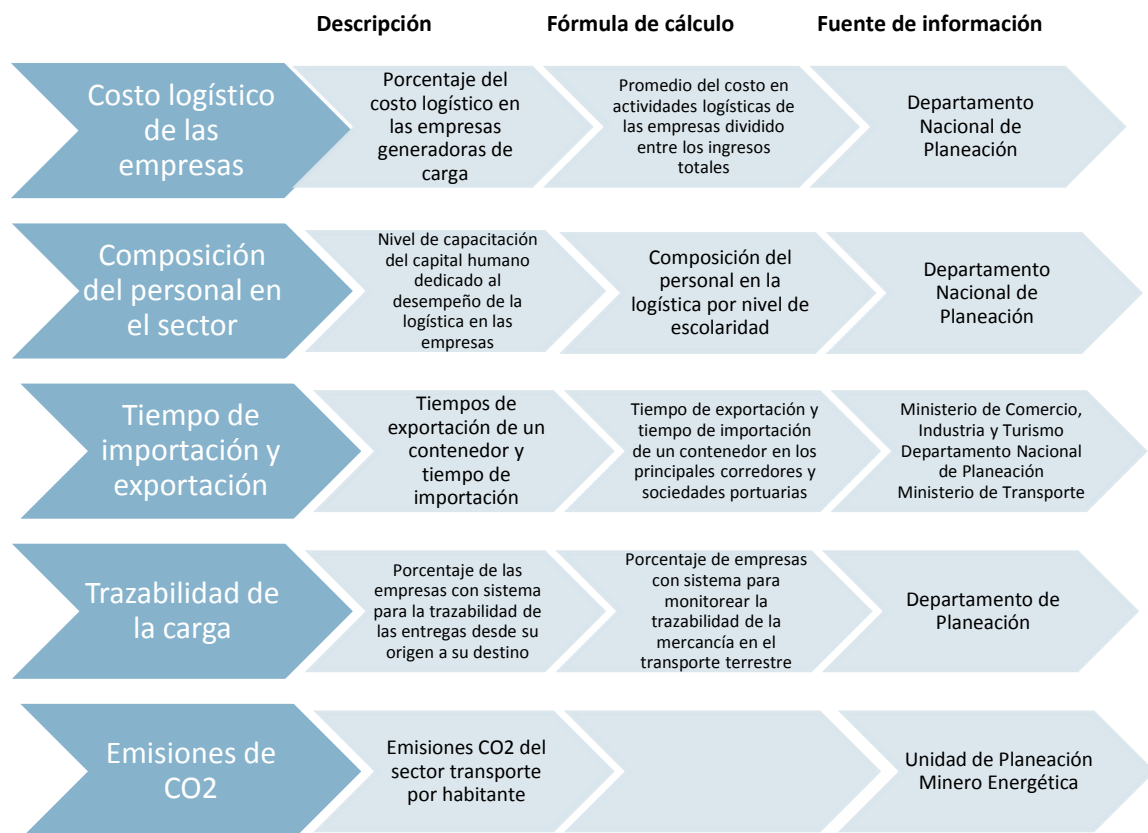 Descripción Fórmula de cálculo Fuente de información
Costo logístico
de las
empresas
Porcentaje del
costo logístico en
las empresas
generadoras de
carga
Promedio del costo en
actividades logísticas de
las empresas dividido
entre los ingresos
totales
Departamento
Nacional de
Planeación
Composición
del personal en
el sector
Nivel de capacitación
del capital humano
dedicado al
desempeño de la
logística en las
empresas
Composición del
personal en la
logística por nivel de
escolaridad
Departamento
Nacional de
Planeación
Tiempo de
importación y
exportación
Tiempos de
exportación de un
contenedor y
tiempo de
importación
Tiempo de exportación y
tiempo de importación
de un contenedor en los
principales corredores y
sociedades portuarias
Ministerio de Comercio,
Industria y Turismo
Departamento Nacional
de Planeación
Ministerio de Transporte
Trazabilidad de
la carga
Porcentaje de las
empresas con sistema
para la trazabilidad de
las entregas desde su
origen a su destino
Porcentaje de empresas
con sistema para
monitorear la
trazabilidad de la
mercancía en el
transporte terrestre
Departamento de
Planeación
Emisiones de
CO2
Emisiones CO2 del
sector transporte
por habitante
Unidad de Planeación
Minero Energética